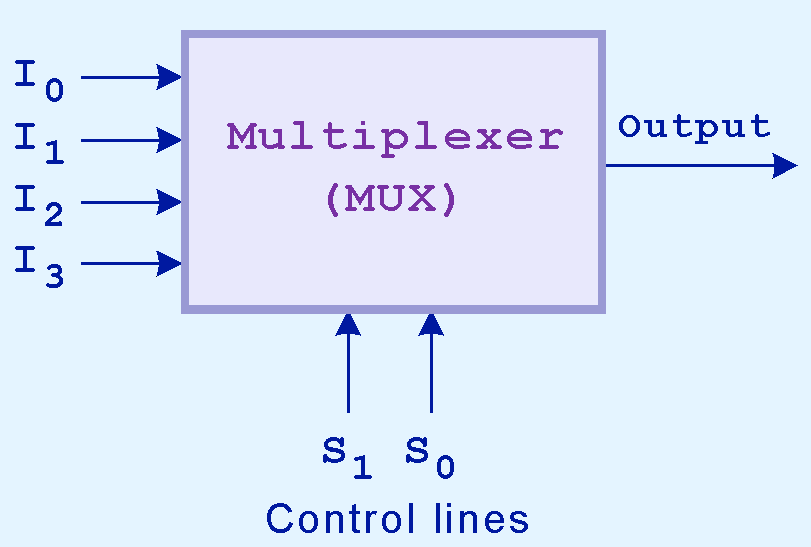 I0
I1
I2
I3
Multiplexer
(MUX)
Output
S1 S0
Control lines